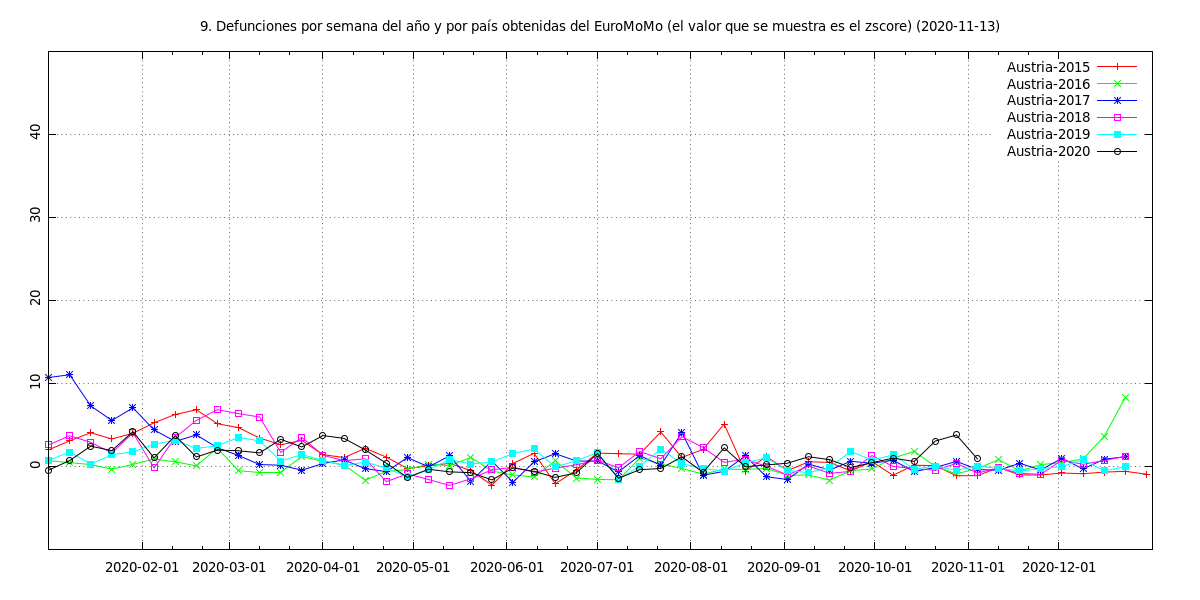 9. Defunciones por semana del año y por país obtenidas del EuroMoMo (el valor que se muestra es el zscore) (2020-11-13)
Austria-2015
Austria-2016
Austria-2017
Austria-2018
Austria-2019
Austria-2020
40
30
20
10
0
2020-02-01 2020-03-01 2020-04-01 2020-05-01 2020-06-01 2020-07-01 2020-08-01 2020-09-01 2020-10-01 2020-11-01 2020-12-01